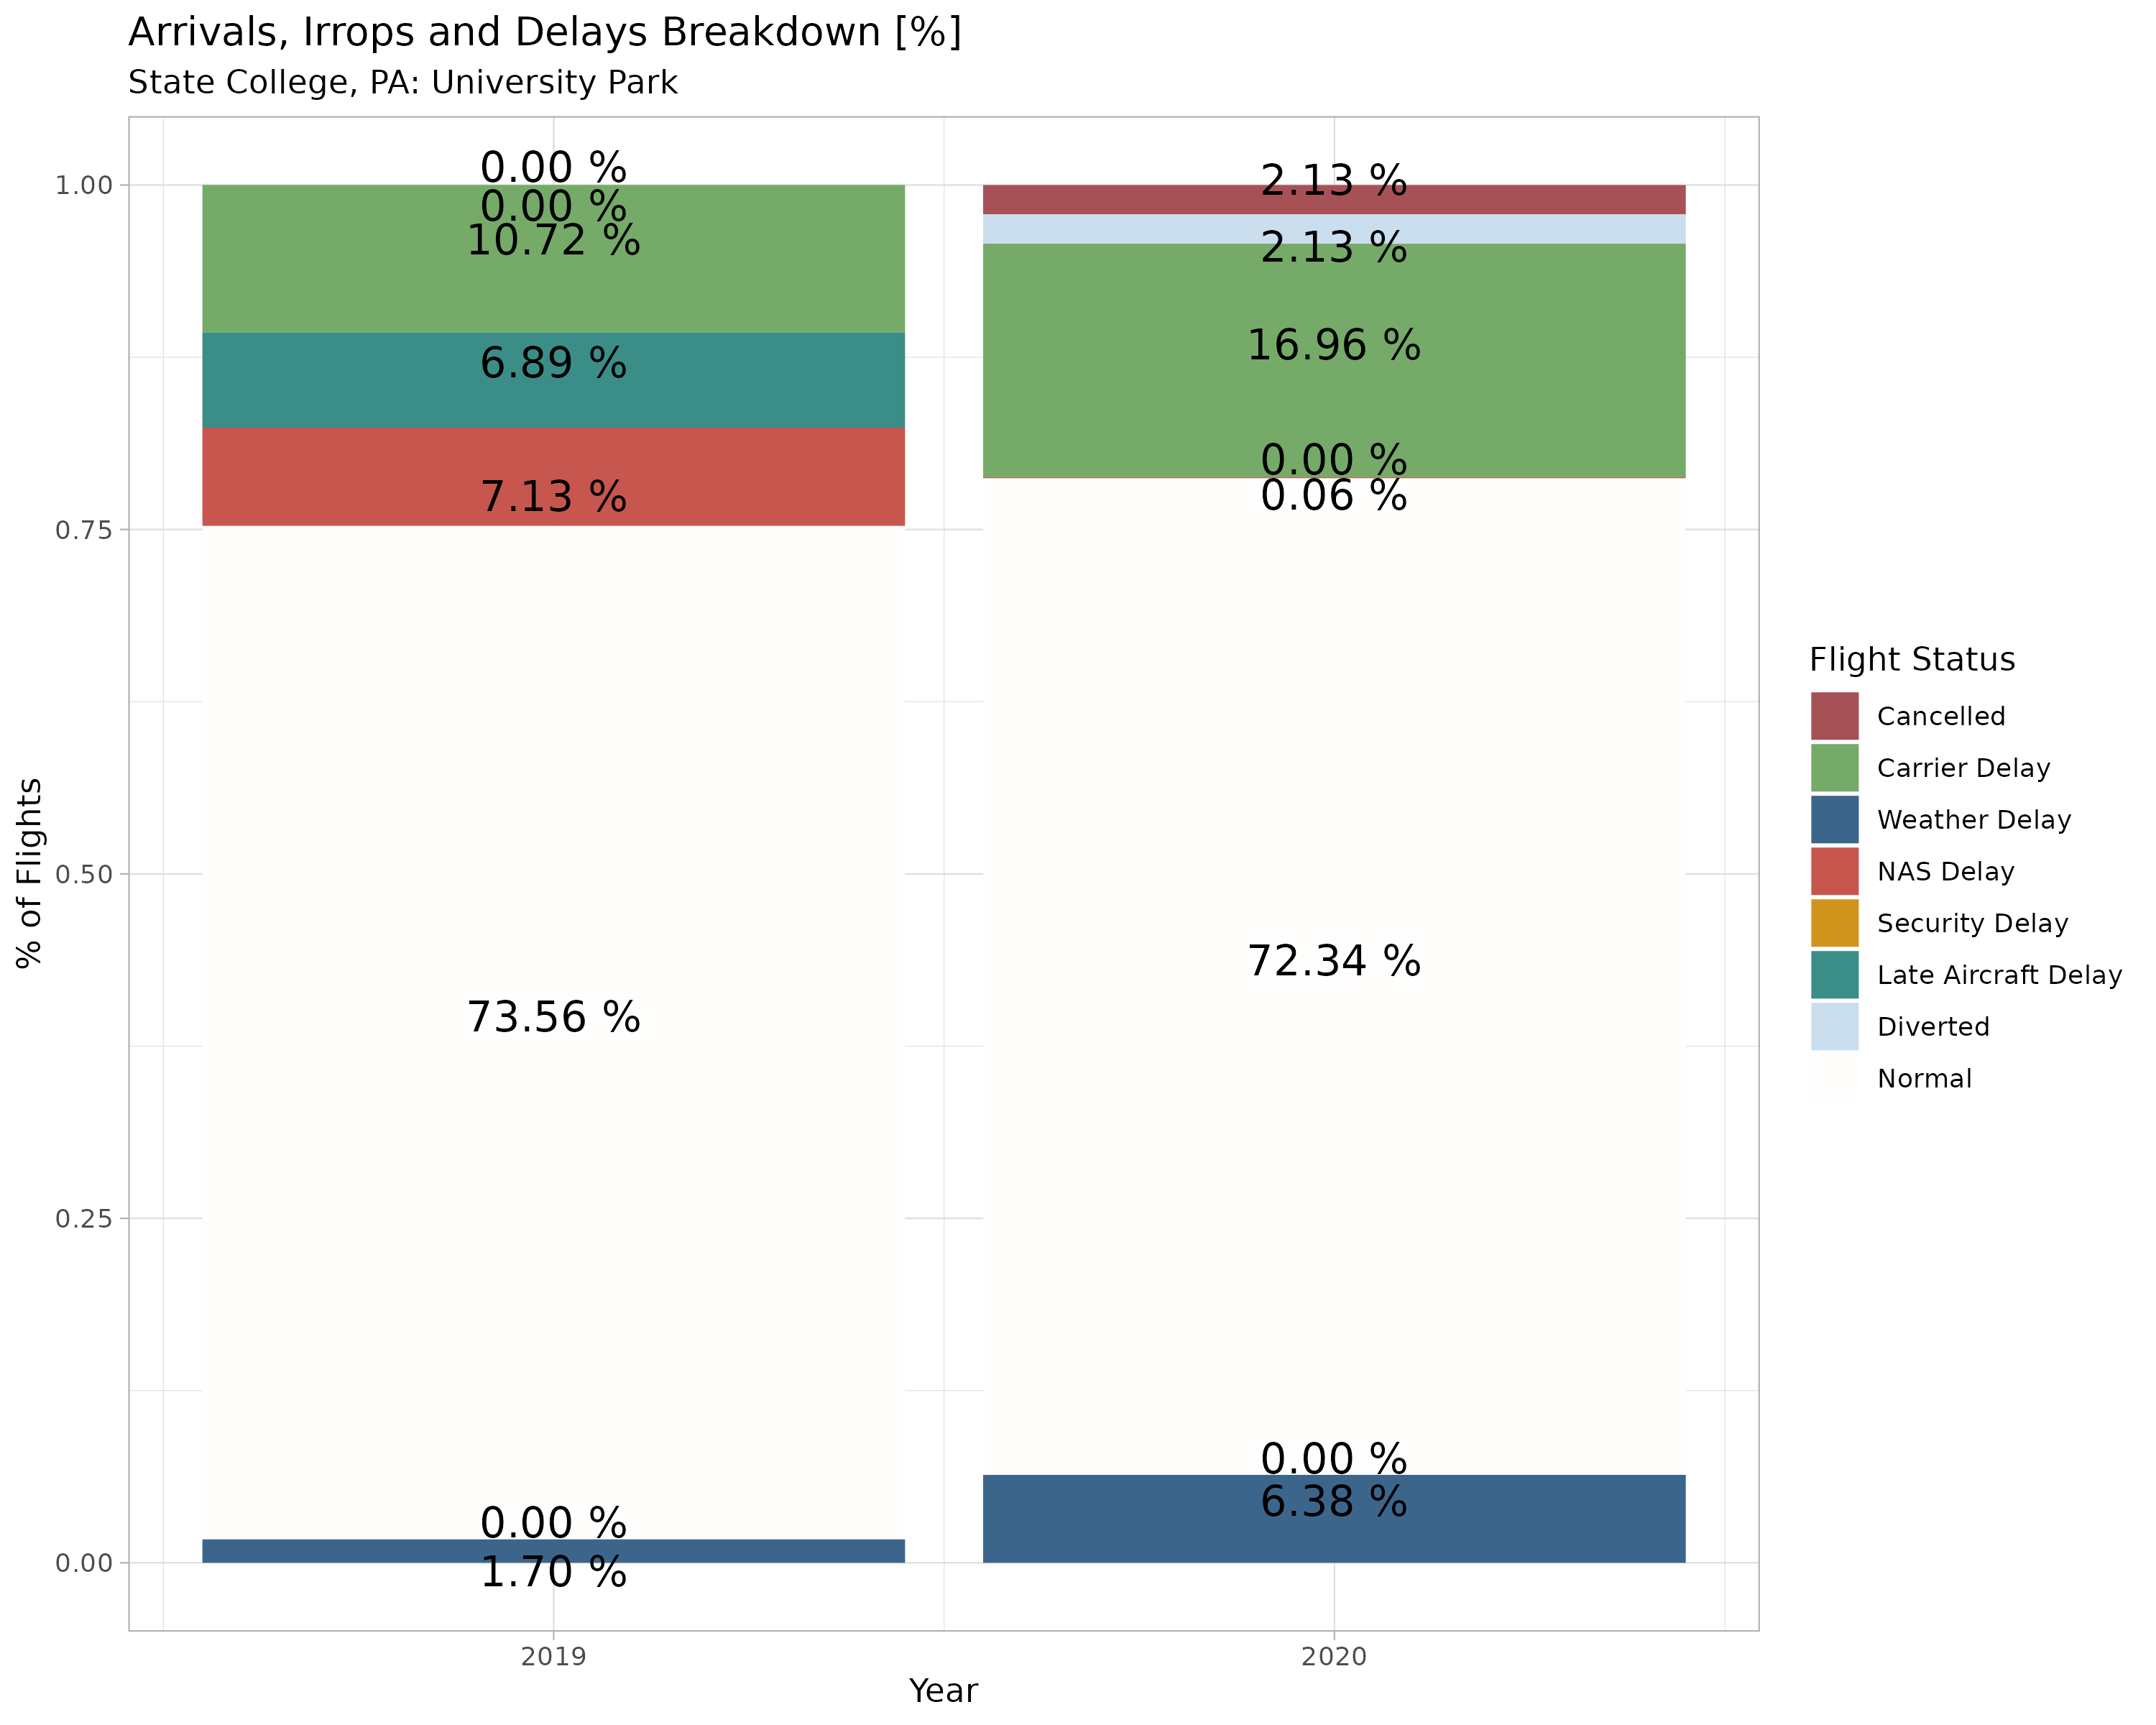 Arrivals, Irrops and Delays Breakdown [%]
State College, PA: University Park
% of Flights
1.00
0.75
0.50
0.25
0.00
0.00 %
0.00 %
10.72 %
6.89 %
7.13 %
73.56 %
0.00 %
1.70 %
2.13 %
2.13 %
16.96 %
0.00 %
0.06 %
72.34 %
0.00 %
6.38 %
2019
2020
Year
Flight Status
Cancelled
Carrier Delay
Weather Delay
NAS Delay
Security Delay
Late Aircraft Delay
Diverted
Normal